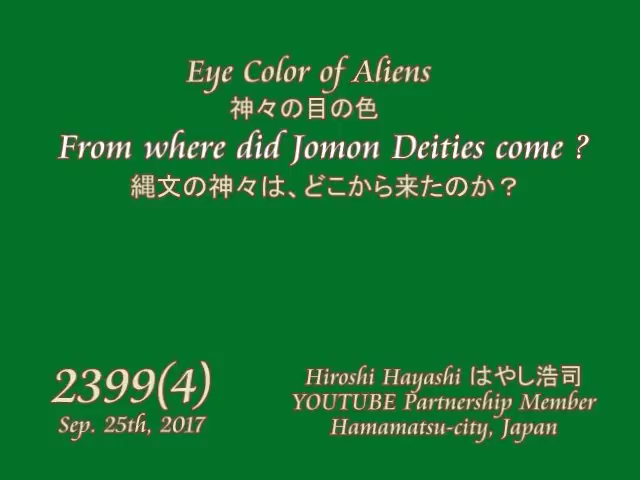 Eye Color of Aliens
神々の目の色
From where did Jomon Deities come ?
縄文の神々は、どこから来たのか？
2399(4)
Sep. 25th, 2017
Hiroshi Hayashi はやし浩司
YOUTUBE Partnership Member
Hamamatsu-city, Japan